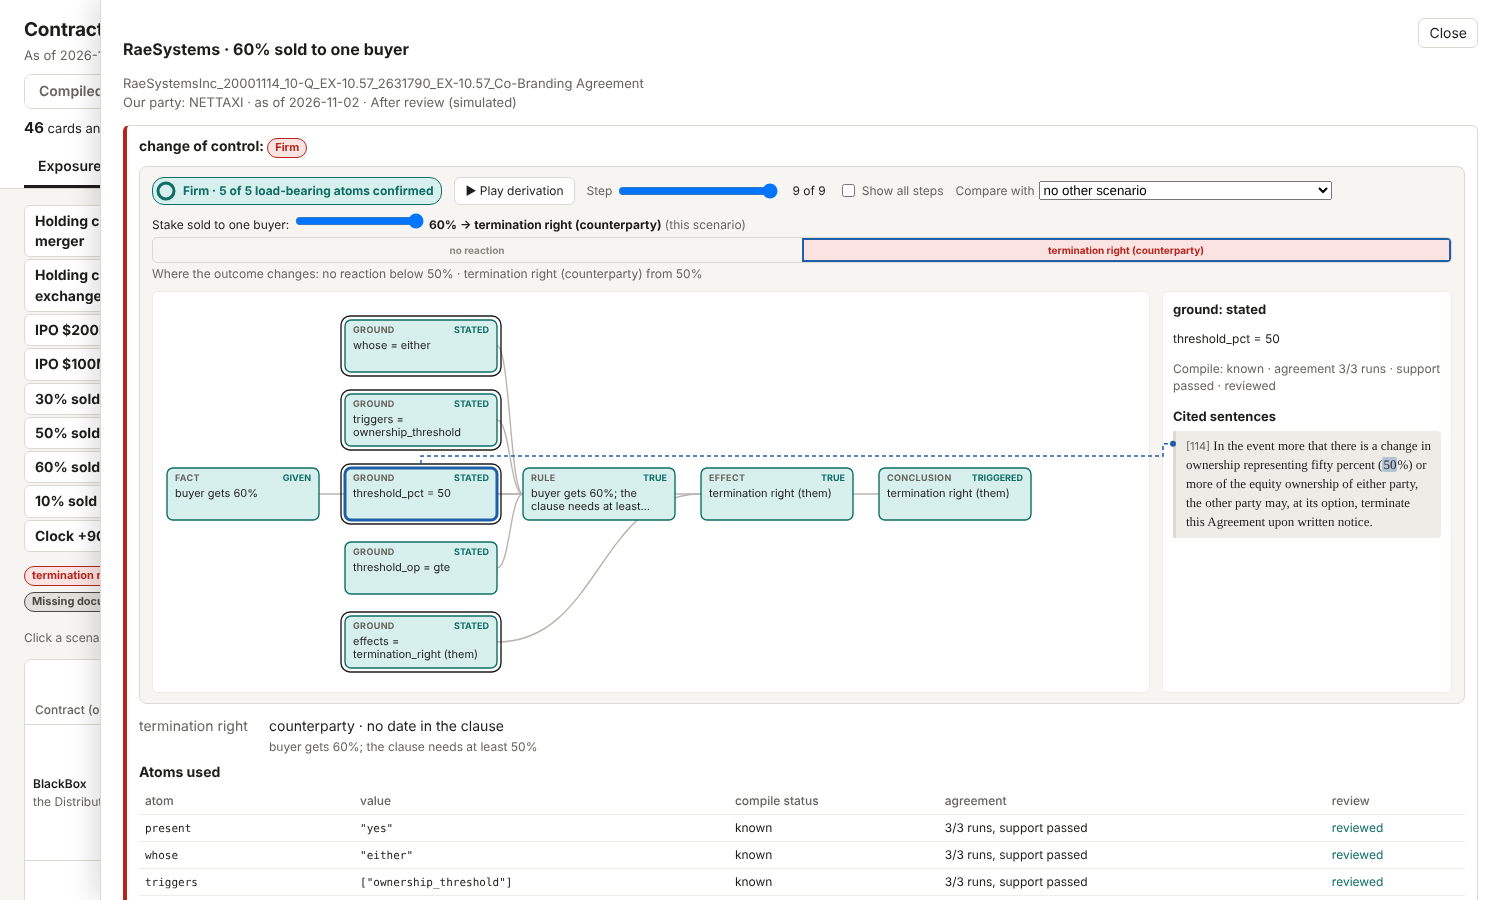 Contract
As of 2026-1
Compiled
46 cards an
Exposure
Holding c
merger
Holding c
exchange
IPO $200
IPO $100M
30% sold
50% sold
60% sold
10% sold
Clock +90
termination r
Missing docu
Click a scena
Contract (o
BlackBox
the Distribut
Close
RaeSystems · 60% sold to one buyer
RaeSystemsInc_20001114_10-Q_EX-10.57_2631790_EX-10.57_Co-Branding Agreement
Our party: NETTAXI · as of 2026-11-02 · After review (simulated)
change of control: Firm
Firm · 5 of 5 load-bearing atoms confirmed
▶ Play derivation
Step
9 of 9
Show all steps
Compare with
no other scenario
Stake sold to one buyer:
60% → termination right (counterparty) (this scenario)
no reaction
termination right (counterparty)
Where the outcome changes: no reaction below 50% · termination right (counterparty) from 50%
GROUND STATED
whose = either
GROUND STATED
triggers =
ownership_threshold
FACT GIVEN
buyer gets 60%
GROUND STATED
threshold_pct = 50
RULE TRUE
buyer gets 60%; the
clause needs at least...
EFFECT TRUE
termination right (them)
CONCLUSION TRIGGERED
termination right (them)
GROUND STATED
threshold_op = gte
GROUND STATED
effects =
termination_right (them)
ground: stated
threshold_pct = 50
Compile: known · agreement 3/3 runs · support
passed · reviewed
Cited sentences
[114] In the event more that there is a change in
ownership representing fifty percent (50%) or
more of the equity ownership of either party,
the other party may, at its option, terminate
this Agreement upon written notice.
termination right
counterparty · no date in the clause
buyer gets 60%; the clause needs at least 50%
Atoms used
atom value compile status agreement review
present "yes" known 3/3 runs, support passed reviewed
whose "either" known 3/3 runs, support passed reviewed
triggers ["ownership_threshold"] known 3/3 runs, support passed reviewed